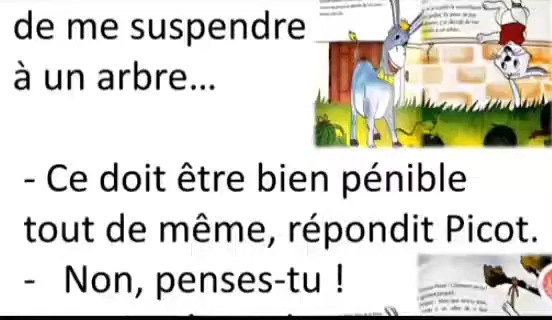 de me suspendre
à un arbre...
- Ce doit être bien pénible
tout de même, répondit Picot.
- Non, penses-tu !